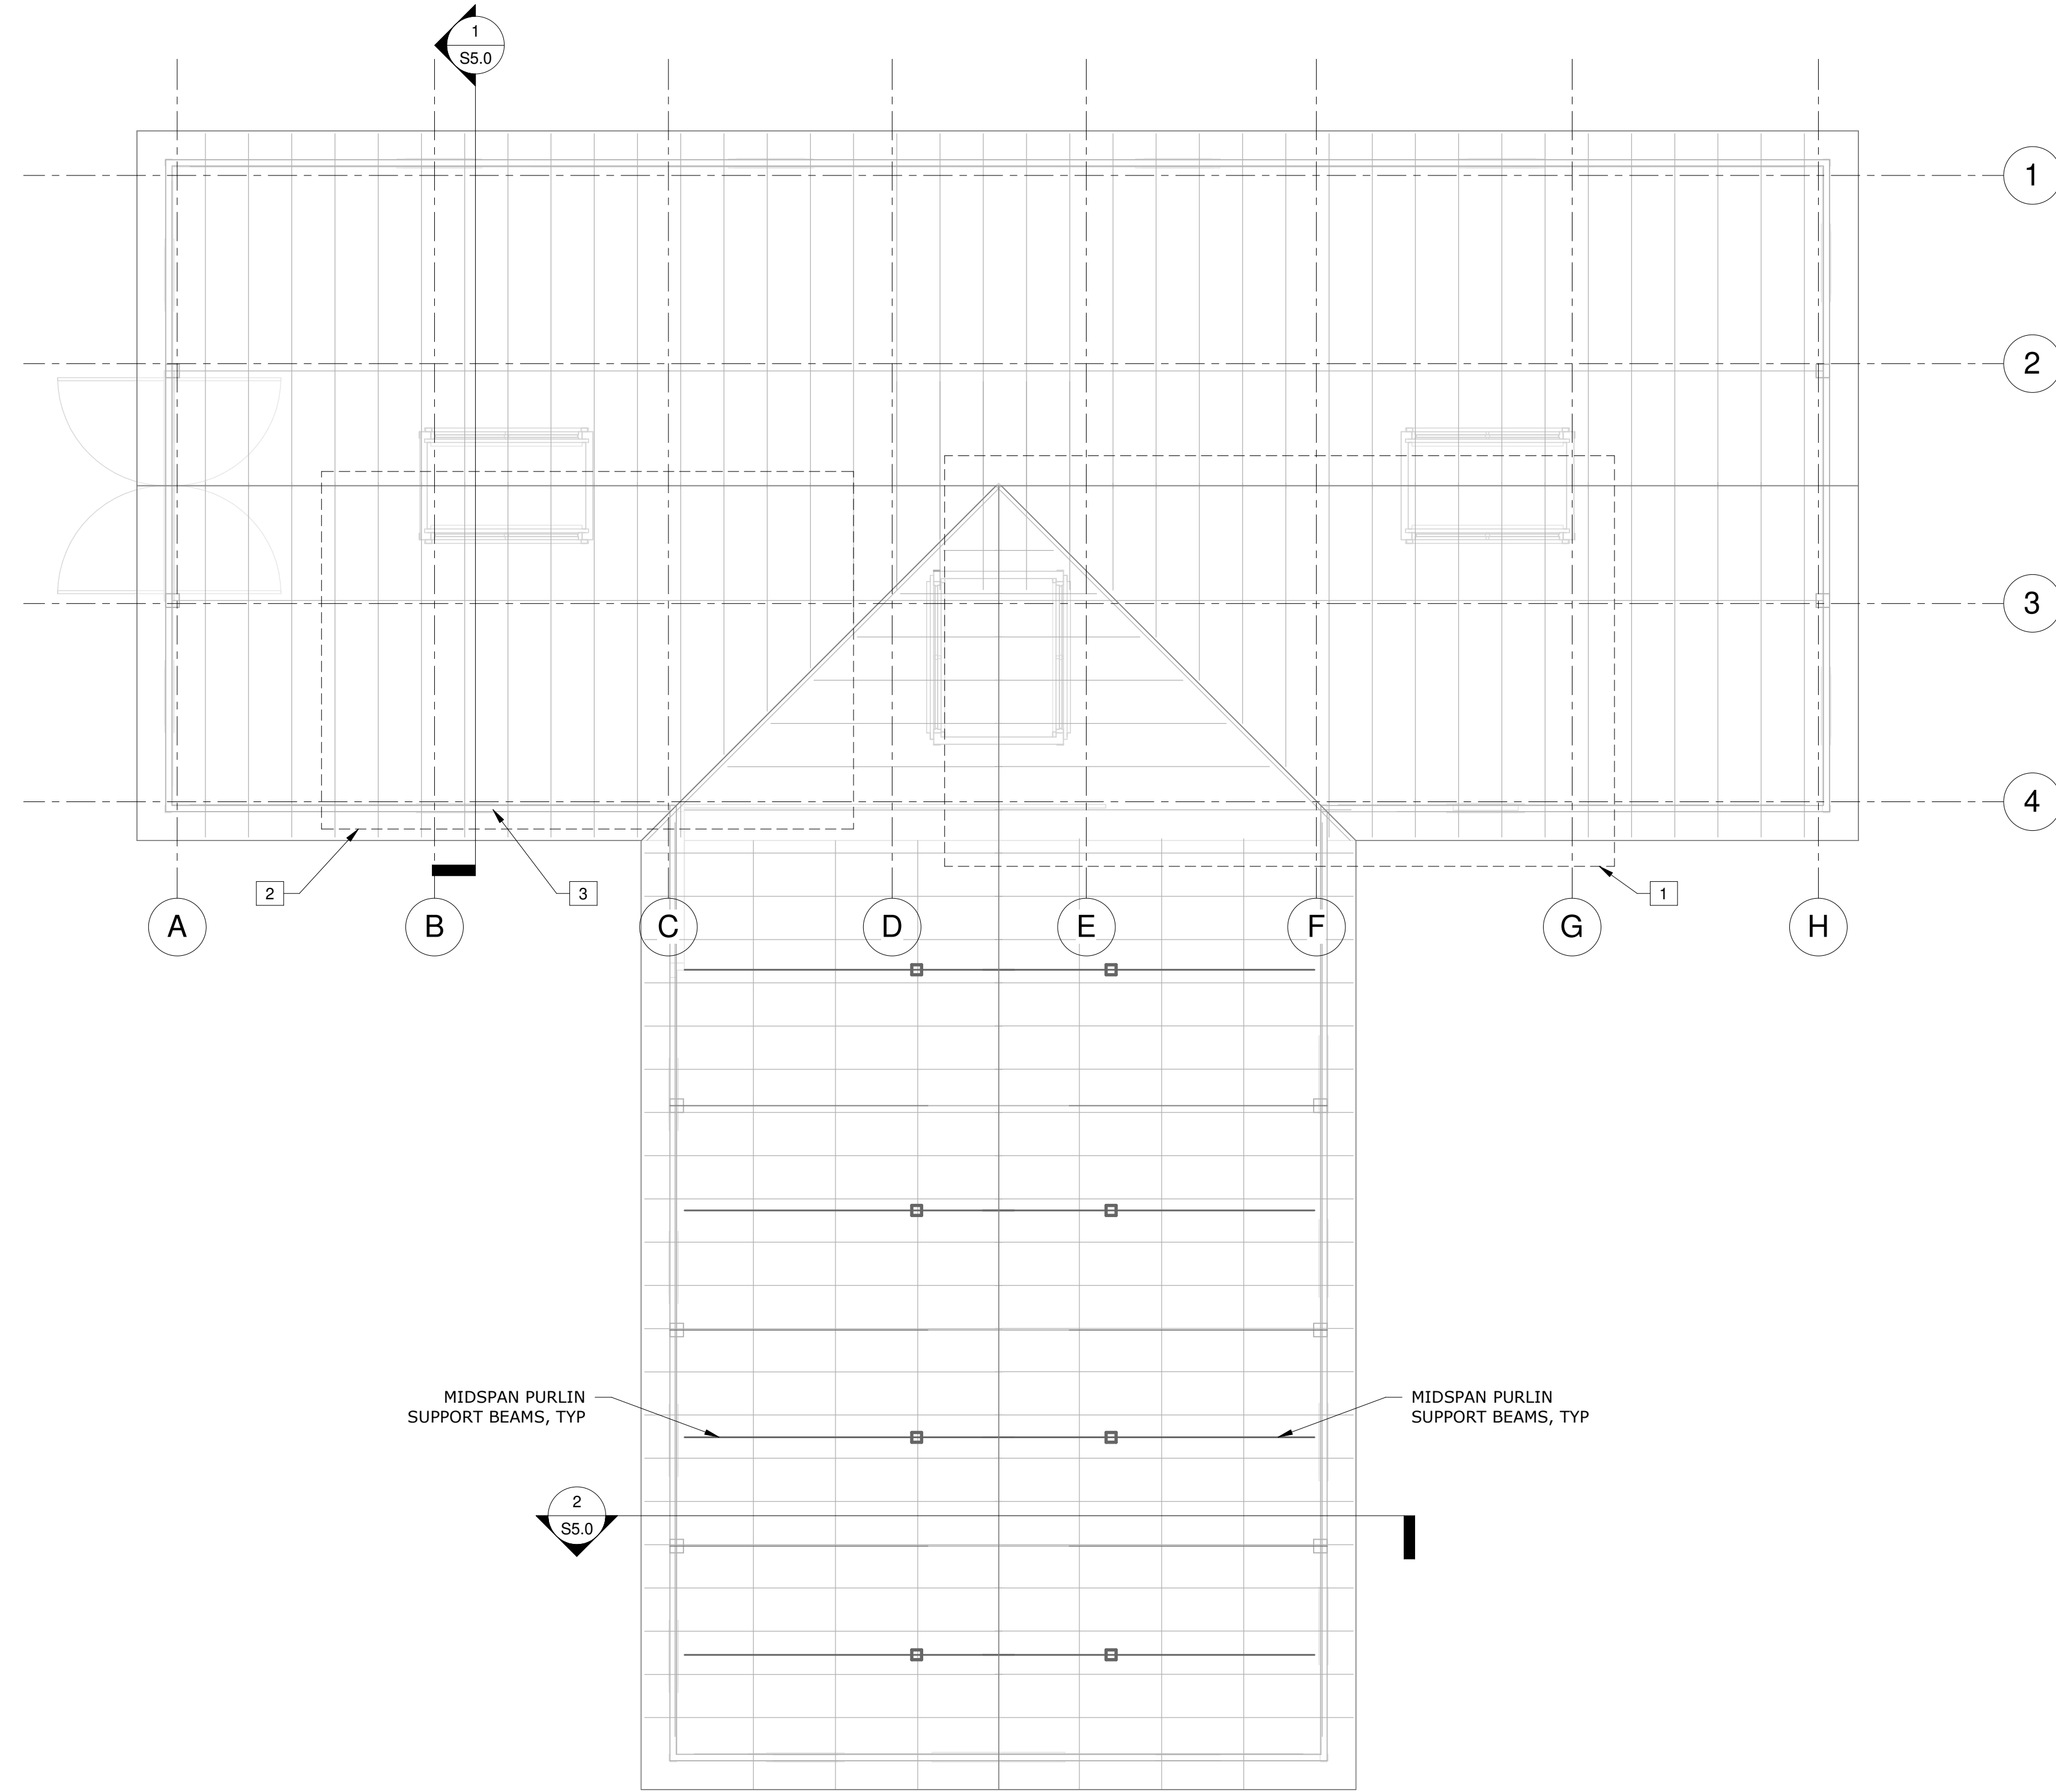 1
S5.0
1
2
3
4
2
3
1
A
B
C
D
E
F
G
H
MIDSPAN PURLIN
SUPPORT BEAMS, TYP
MIDSPAN PURLIN
SUPPORT BEAMS, TYP
2
S5.0